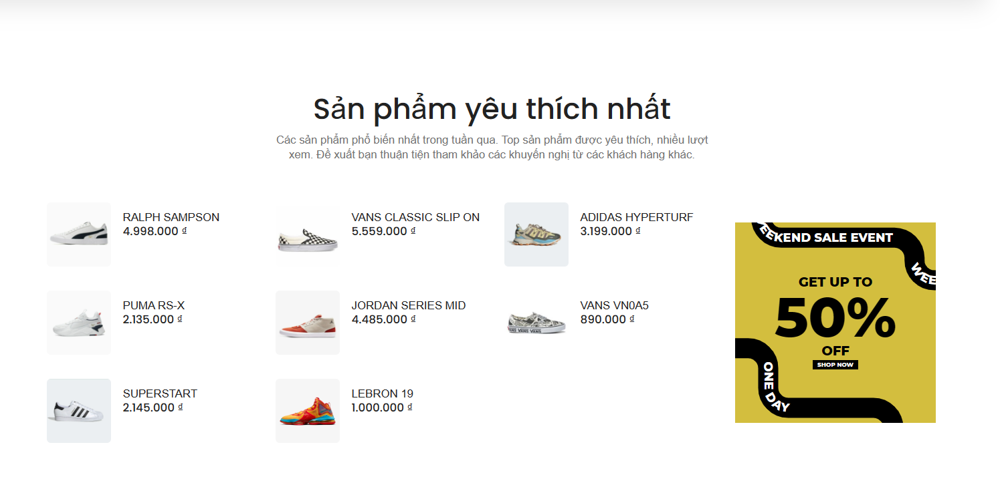 Sản phẩm yêu thích nhất
Các sản phẩm phổ biến nhất trong tuần qua. Top sản phẩm được yêu thích, nhiều lượt
xem. Đề xuất bạn thuận tiện tham khảo các khuyến nghị từ các khách hàng khác.
RALPH SAMPSON
4.998.000 ₫
VANS CLASSIC SLIP ON
5.559.000 ₫
ADIDAS HYPERTURF
3.199.000 ₫
PUMA RS-X
2.135.000 ₫
JORDAN SERIES MID
4.485.000 ₫
VANS VN0A5
890.000 ₫
VANS VANS VANS
SUPERSTART
2.145.000 ₫
LEBRON 19
1.000.000 ₫
EEKEND SALE EVENT
WEE
GET UP TO
50%
OFF
SHOP NOW
ONE DAY